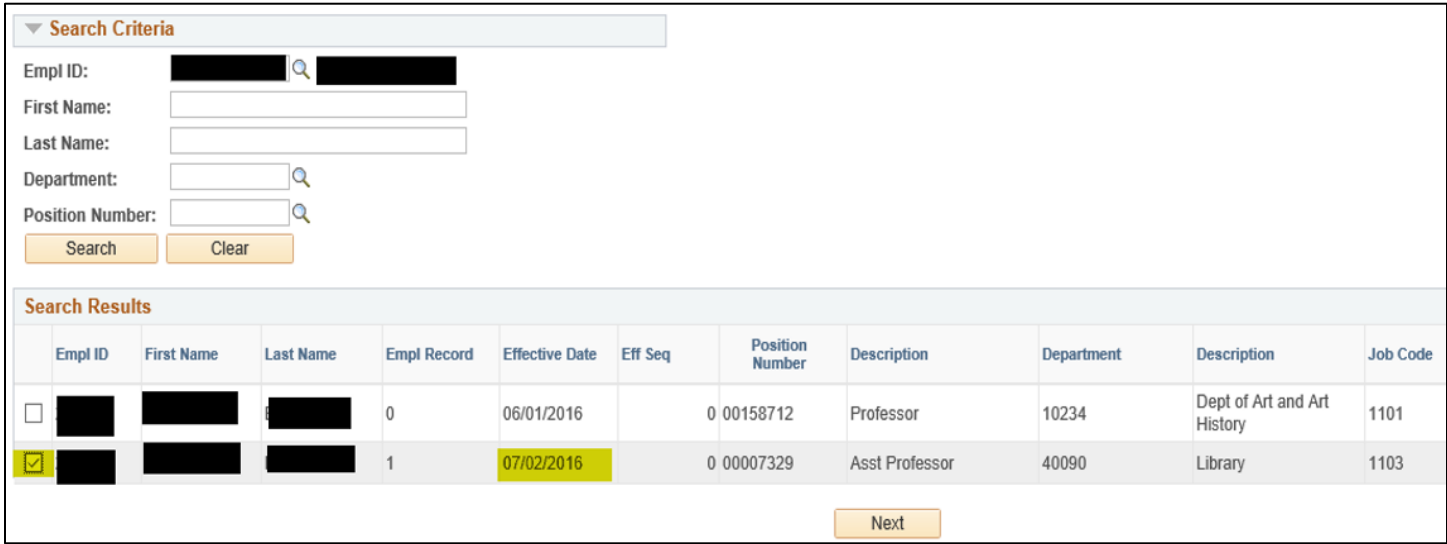 Search Criteria
Empl ID:
First Name:
Last Name:
Department:
Position Number:
Search Clear
Search Results
Empl ID First Name Last Name Empl Record Effective Date Eff Seq Position Number Description Department Description Job Code
0 06/01/2016 0 00158712 Professor 10234 Dept of Art and Art History 1101
1 07/02/2016 0 00007329 Asst Professor 40090 Library 1103
Next